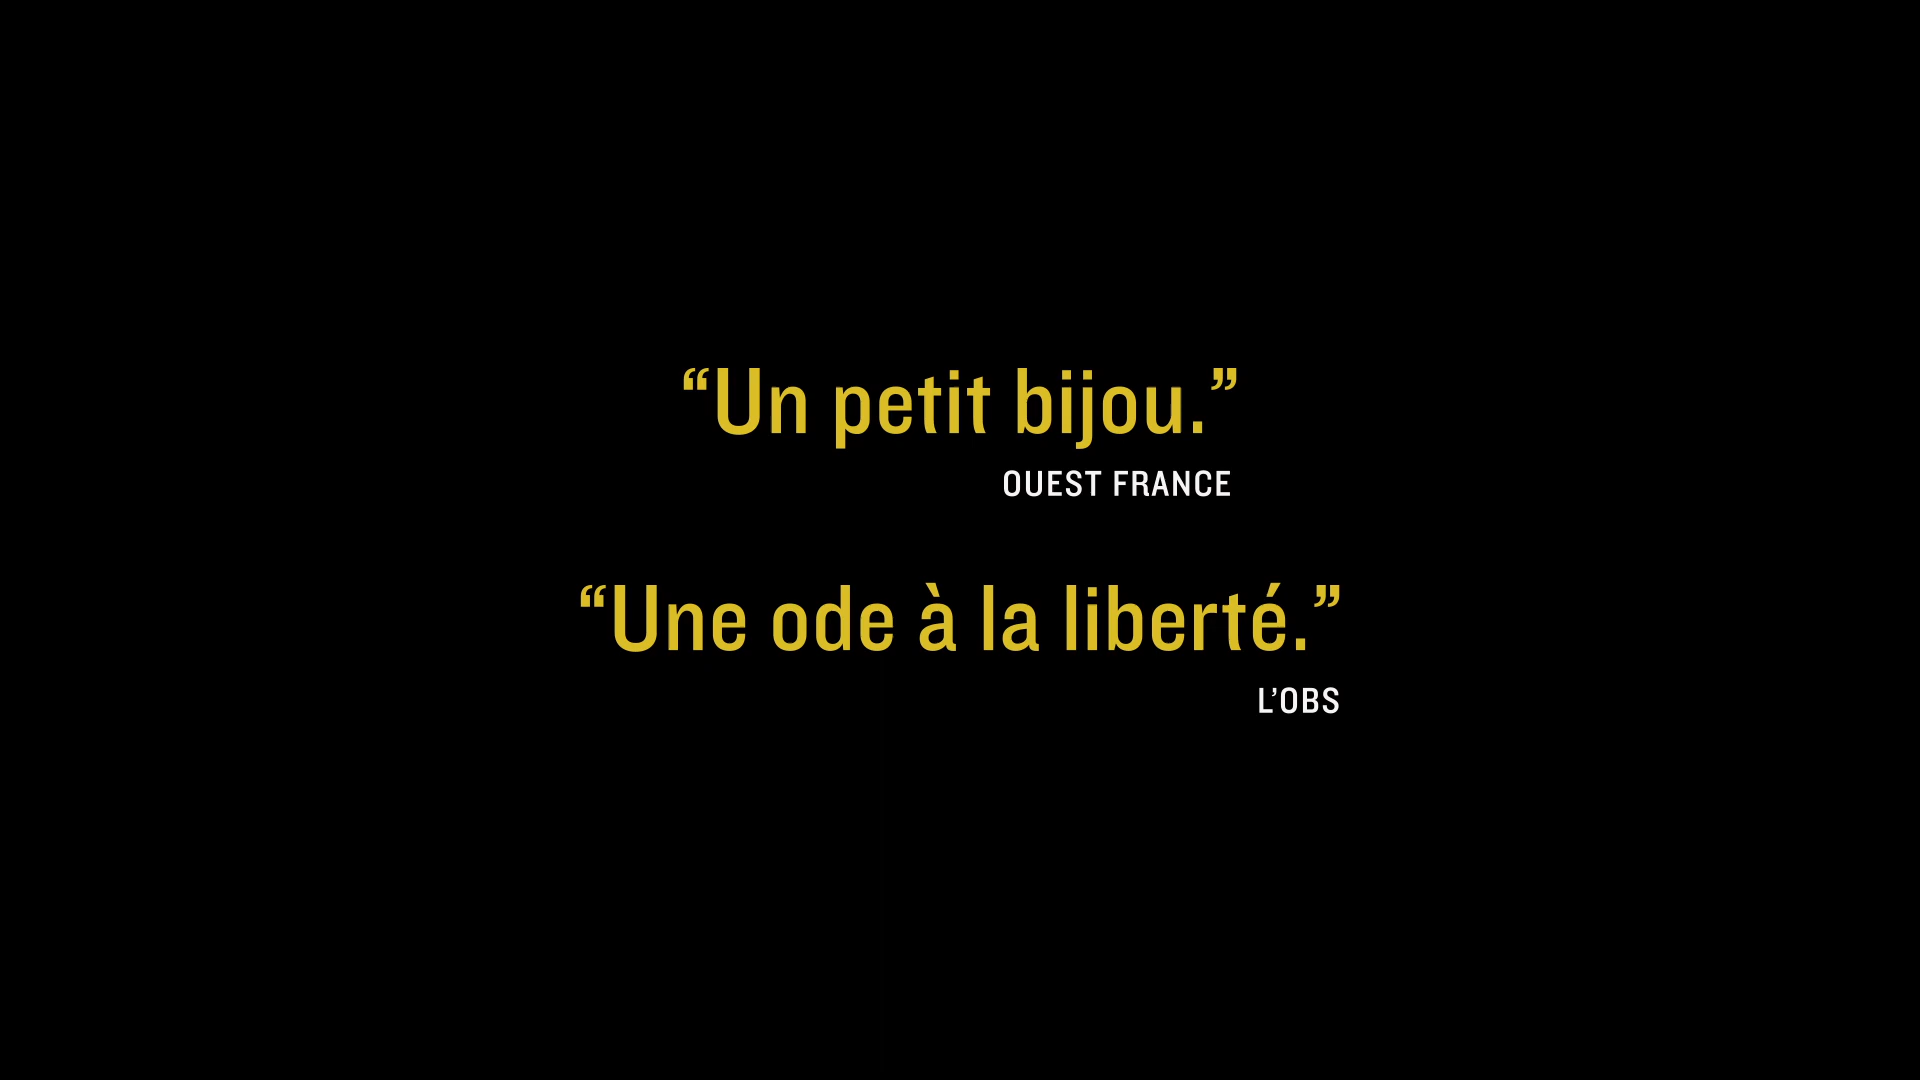 “Un petit bijou.”
OUEST FRANCE
“Une ode à la liberté.”
L’OBS